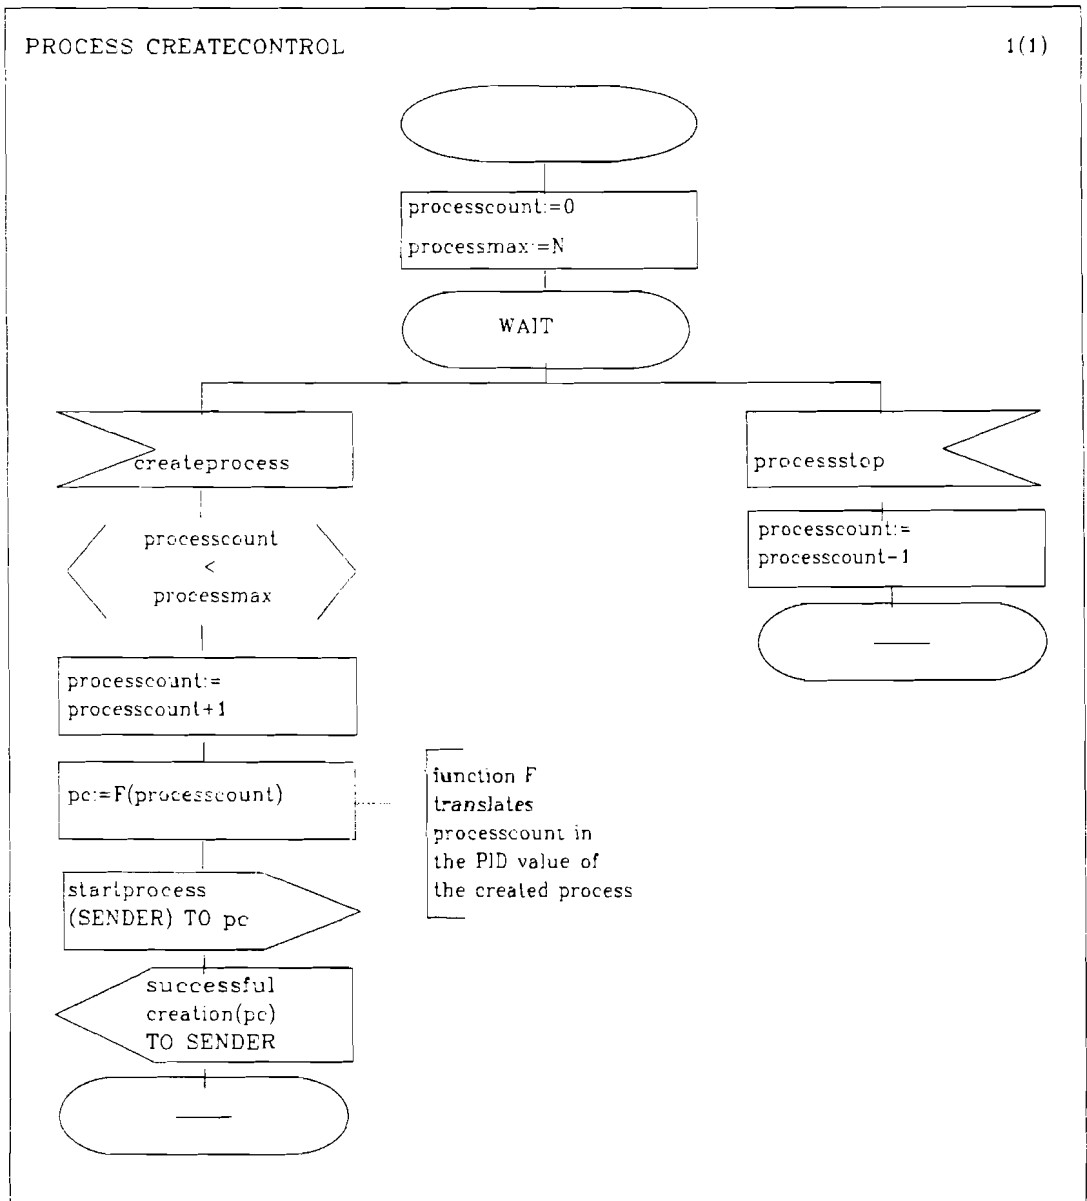 PROCESS CREATECONTROL
1(1)
processcount:=0
processmax:=N
WAIT
createprocess
processcount
<
processmax
processcount:=
processcount+1
pc:=F(processcount)
function F
translates
processcount in
the PID value of
the created process
startprocess
(SENDER) TO pc
successful
creation(pc)
TO SENDER
processstop
processcount:=
processcount-1